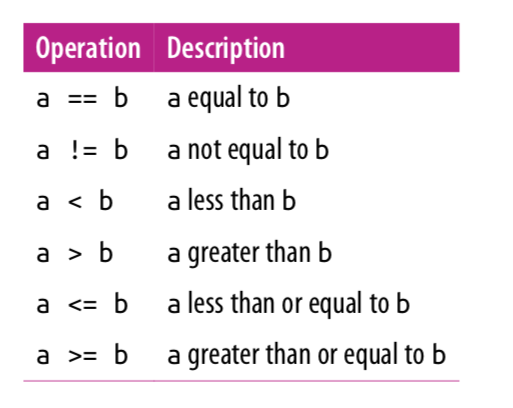 Operation Description
a == b a equal to b
a != b a not equal to b
a < b a less than b
a > b a greater than b
a <= b a less than or equal to b
a >= b a greater than or equal to b